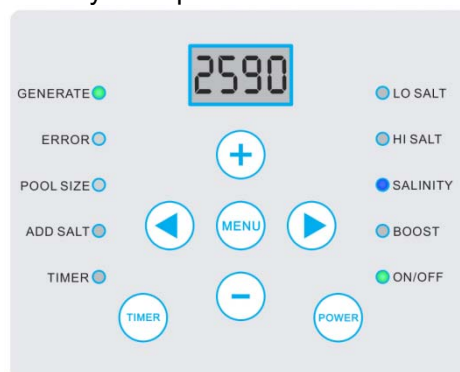 2590
GENERATE LO SALT
+
ERROR HI SALT
POOL SIZE SALINITY
MENU
ADD SALT BOOST
TIMER ON/OFF
−
TIMER POWER